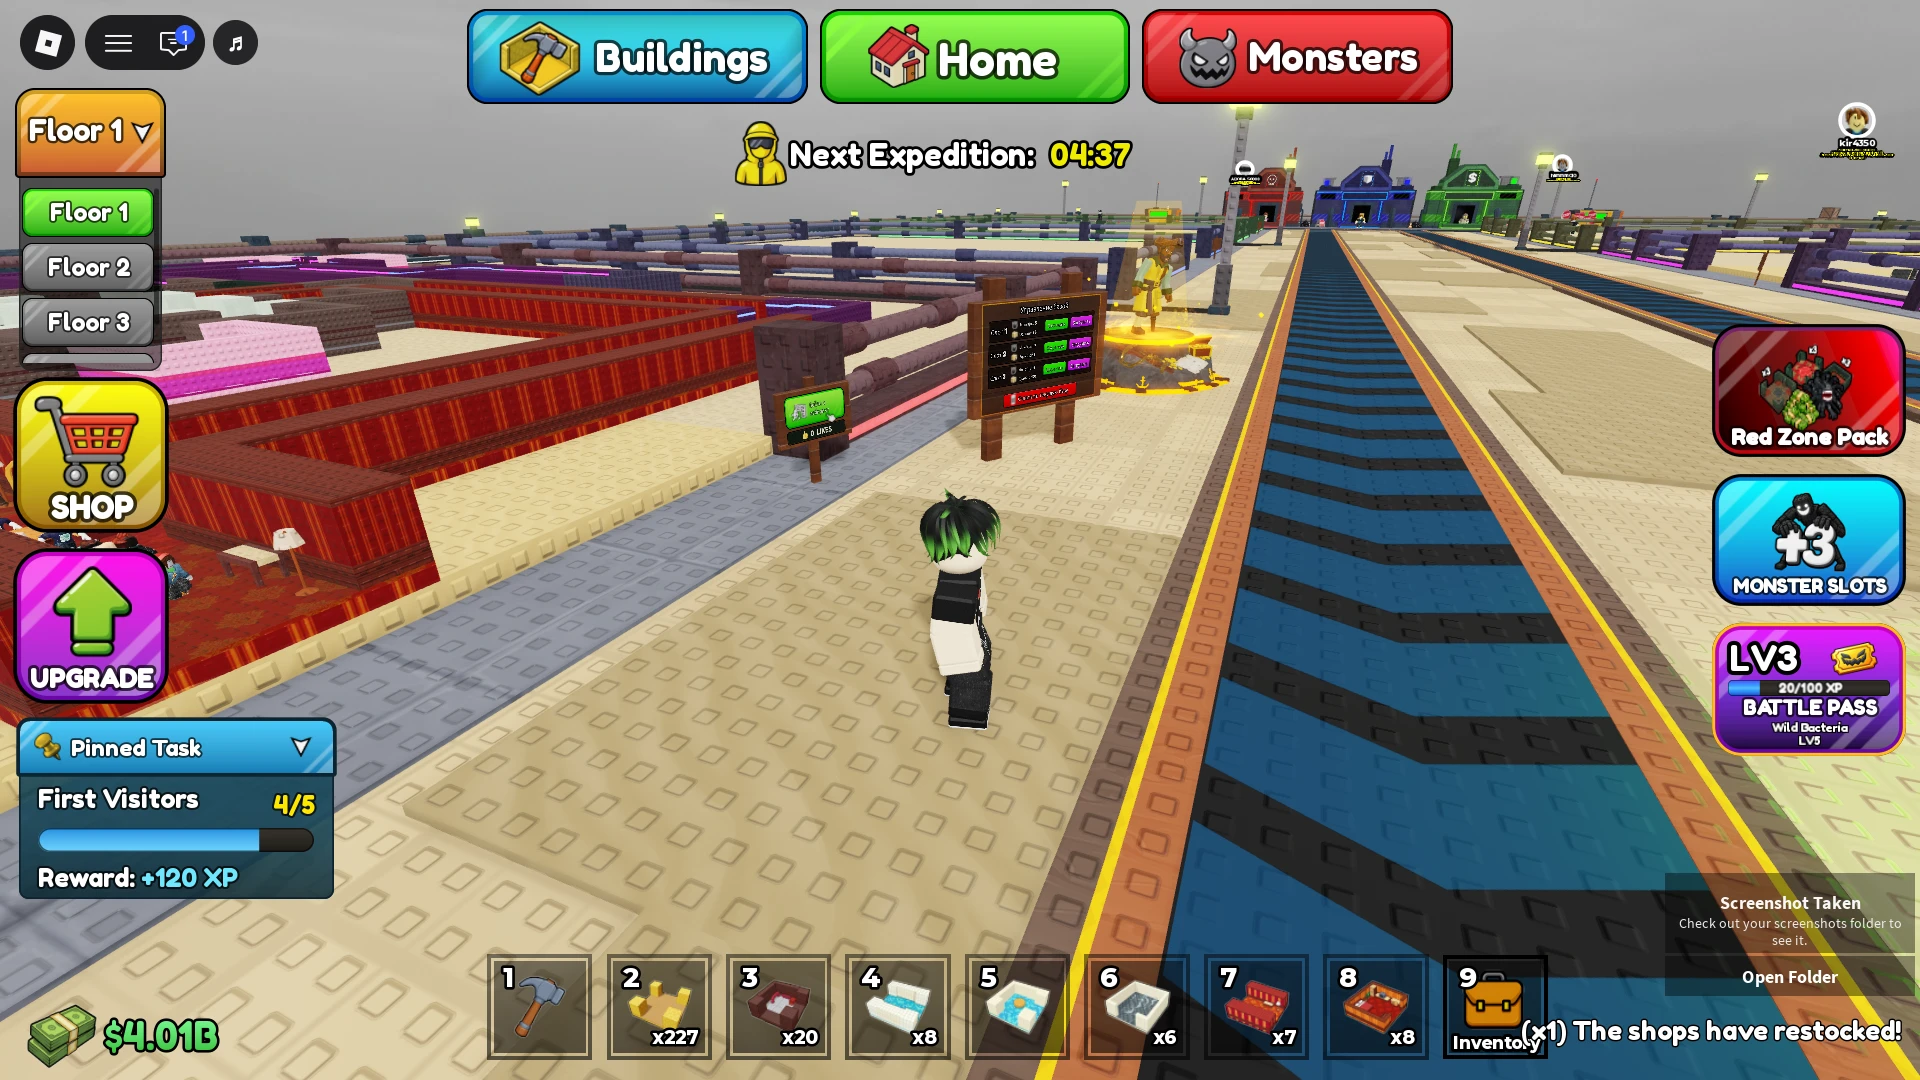 1
Buildings
Home
Monsters
Floor 1
Next Expedition: 04:37
kir4350
Floor 1
Floor 2
Floor 3
SHOP
0 LIKES
Red Zone Pack
+3
MONSTER SLOTS
UPGRADE
LV3
20/100 XP
BATTLE PASS
Wild Bacteria
LV5
Pinned Task
First Visitors
4/5
Reward: +120 XP
Screenshot Taken
Check out your screenshots folder to
see it.
Open Folder
$4.01B
1
2
x227
3
x20
4
x8
5
6
x6
7
x7
8
x8
9
Inventory
(x1) The shops have restocked!